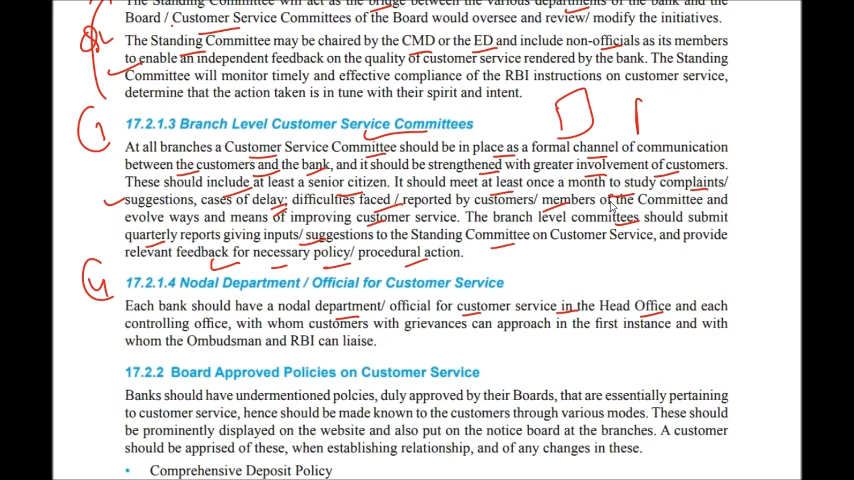 The Standing Committee will act as the bridge between the various departments of the bank and the
Board / Customer Service Committees of the Board would oversee and review/ modify the initiatives.
The Standing Committee may be chaired by the CMD or the ED and include non-officials as its members
to enable an independent feedback on the quality of customer service rendered by the bank. The Standing
Committee will monitor timely and effective compliance of the RBI instructions on customer service,
determine that the action taken is in tune with their spirit and intent.
17.2.1.3 Branch Level Customer Service Committees
At all branches a Customer Service Committee should be in place as a formal channel of communication
between the customers and the bank, and it should be strengthened with greater involvement of customers.
These should include at least a senior citizen. It should meet at least once a month to study complaints/
suggestions, cases of delay; difficulties faced / reported by customers/ members of the Committee and
evolve ways and means of improving customer service. The branch level committees should submit
quarterly reports giving inputs/ suggestions to the Standing Committee on Customer Service, and provide
relevant feedback for necessary policy/ procedural action.
17.2.1.4 Nodal Department / Official for Customer Service
Each bank should have a nodal department/ official for customer service in the Head Office and each
controlling office, with whom customers with grievances can approach in the first instance and with
whom the Ombudsman and RBI can liaise.
17.2.2 Board Approved Policies on Customer Service
Banks should have undermentioned polcies, duly approved by their Boards, that are essentially pertaining
to customer service, hence should be made known to the customers through various modes. These should
be prominently displayed on the website and also put on the notice board at the branches. A customer
should be apprised of these, when establishing relationship, and of any changes in these.
• Comprehensive Deposit Policy